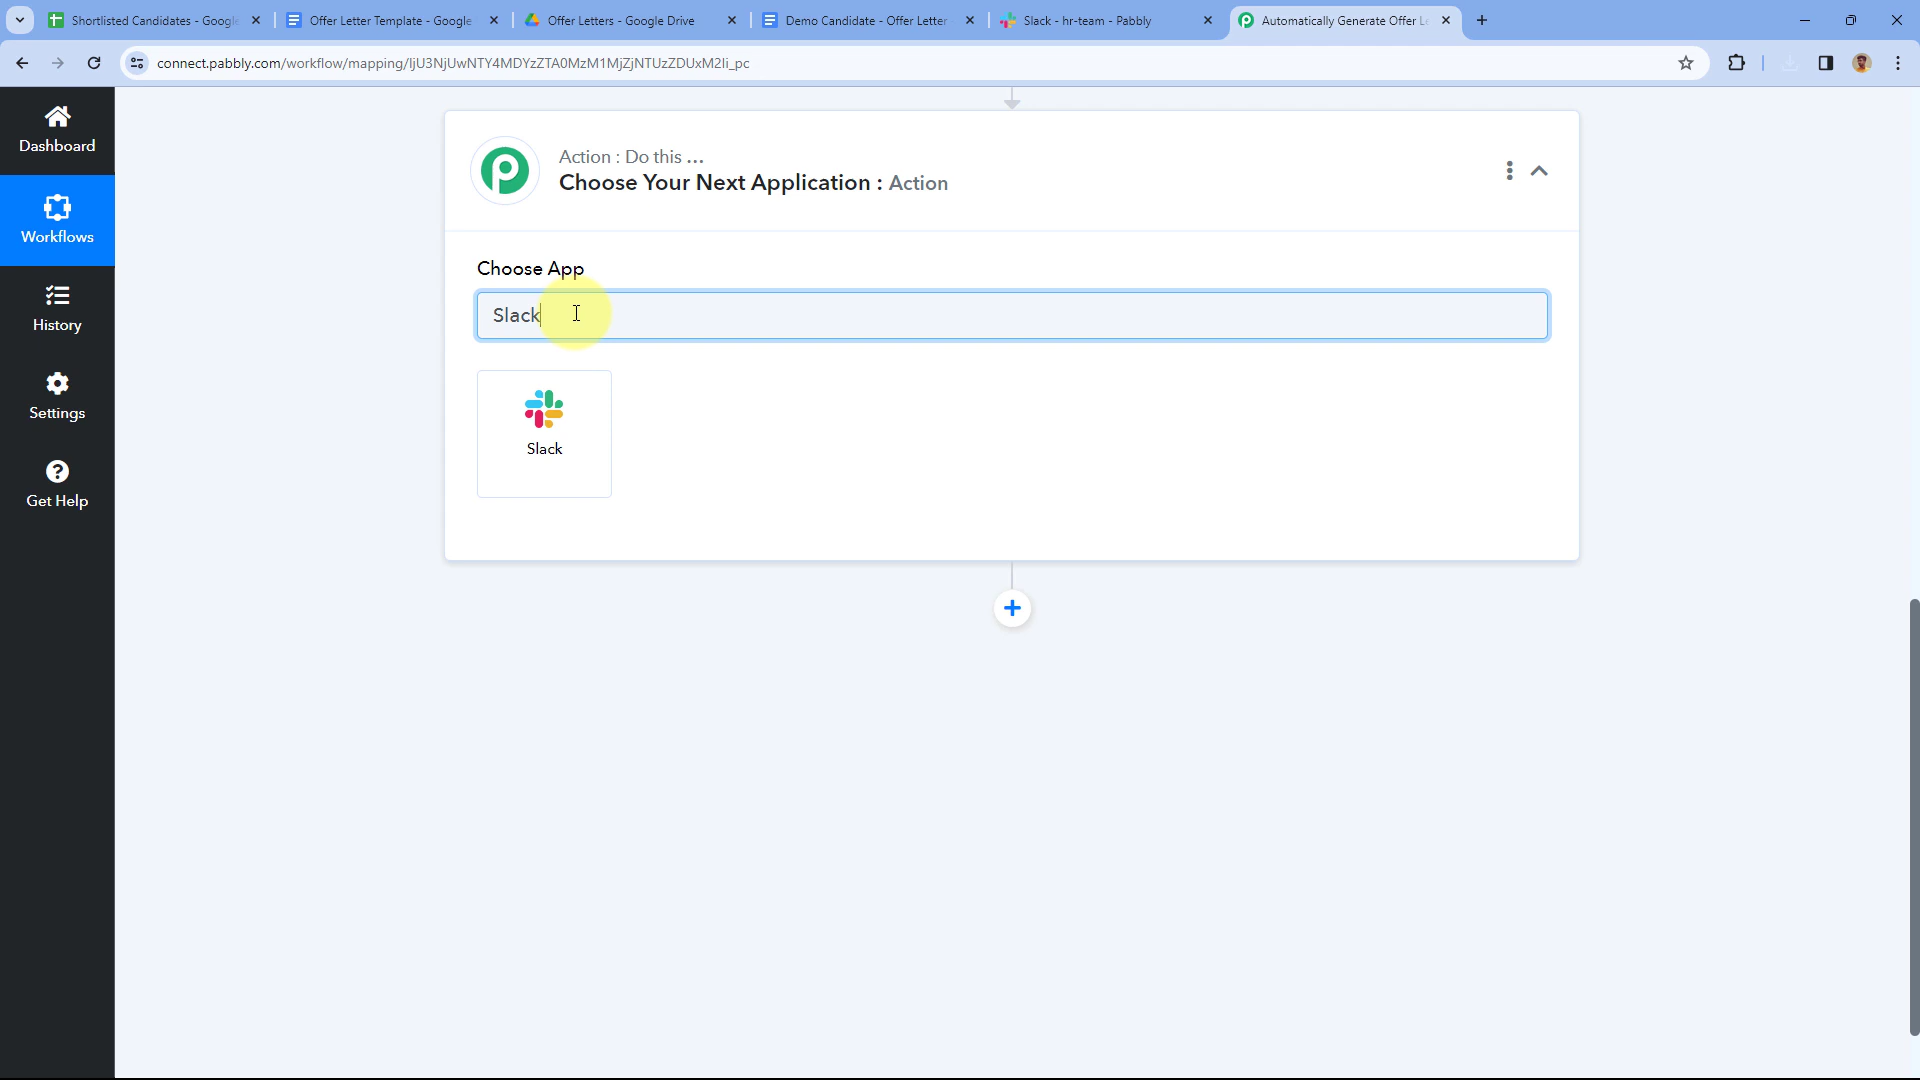 Shortlisted Candidates - Google
Offer Letter Template - Google
Offer Letters - Google Drive
Demo Candidate - Offer Letter
Slack - hr-team - Pabbly
Automatically Generate Offer Le
connect.pabbly.com/workflow/mapping/IjU3NjUwNTY4MDYzZTA0MzM1MjZjNTUzZDUxM2Ii_pc
Dashboard
Workflows
History
Settings
Get Help
Action : Do this ...
Choose Your Next Application : Action
Choose App
Slack
Slack